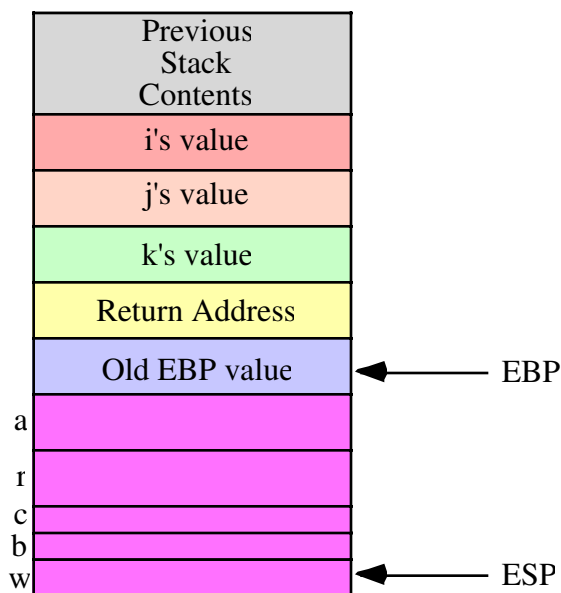 Previous
Stack
Contents
i's value
j's value
k's value
Return Address
Old EBP value
EBP
a
r
c
b
w
ESP